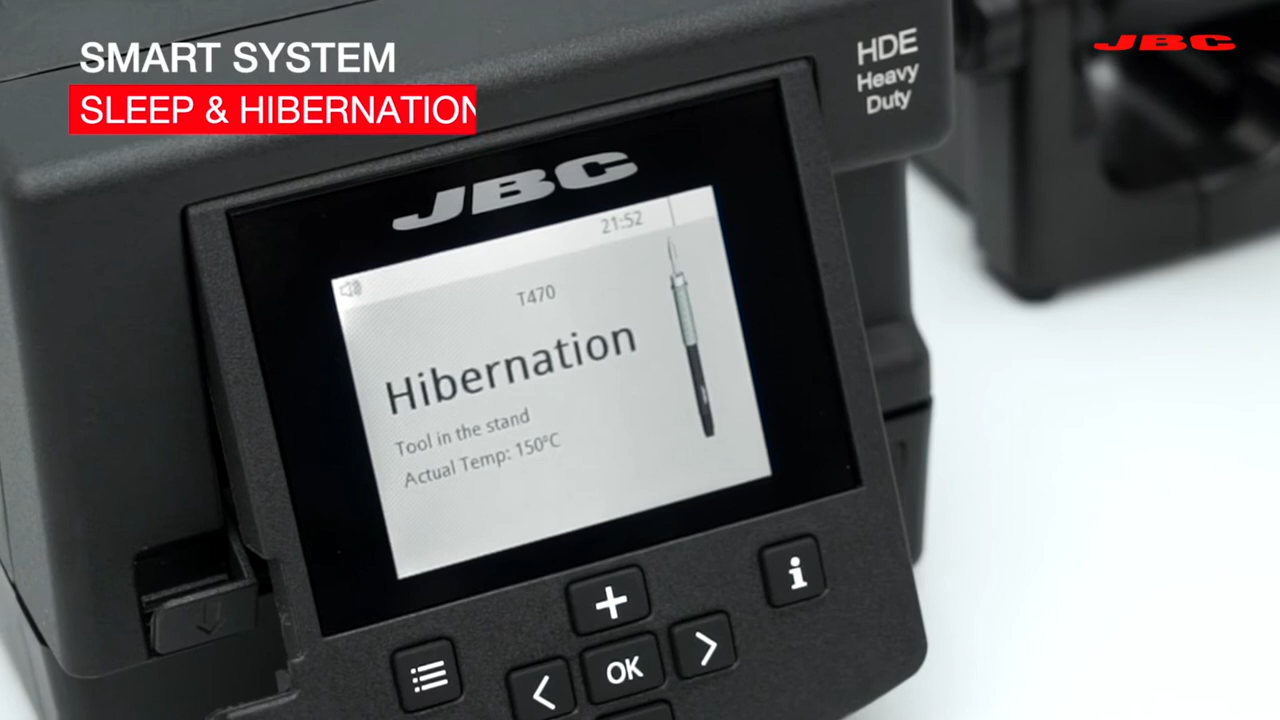 SMART SYSTEM
SLEEP & HIBERNATION
JBC
HDE
Heavy
Duty
JBC
21:52
T470
Hibernation
Tool in the stand
Actual Temp: 150ºC
OK